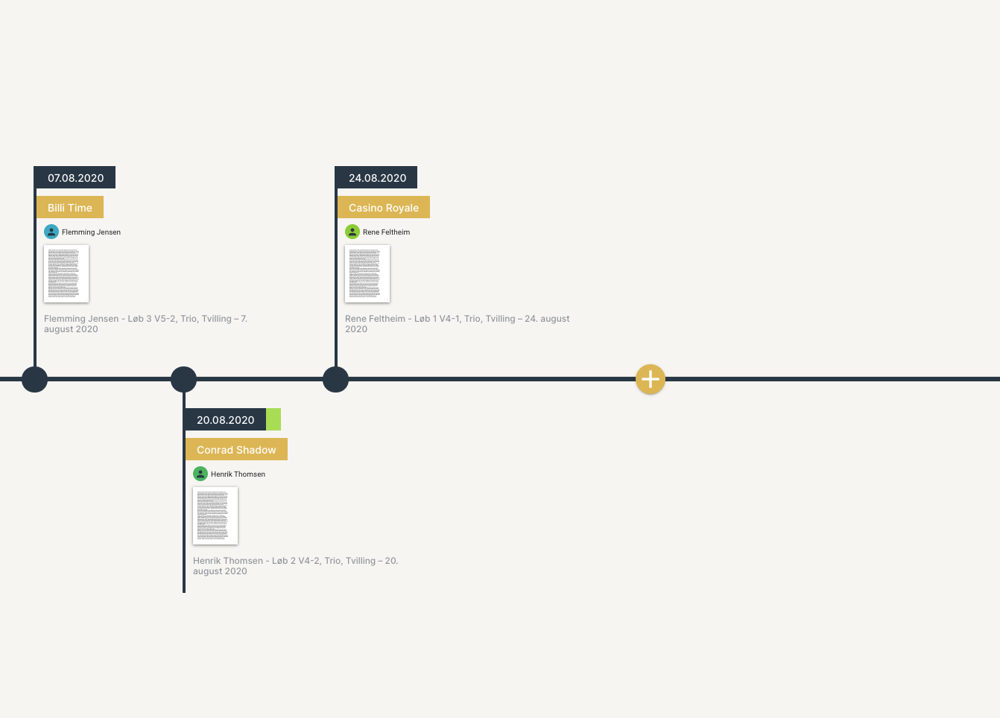 07.08.2020
Billi Time
Flemming Jensen
Flemming Jensen - Løb 3 V5-2, Trio, Tvilling – 7.
august 2020
24.08.2020
Casino Royale
Rene Feltheim
Rene Feltheim - Løb 1 V4-1, Trio, Tvilling – 24. august
2020
20.08.2020
Conrad Shadow
Henrik Thomsen
Henrik Thomsen - Løb 2 V4-2, Trio, Tvilling – 20.
august 2020